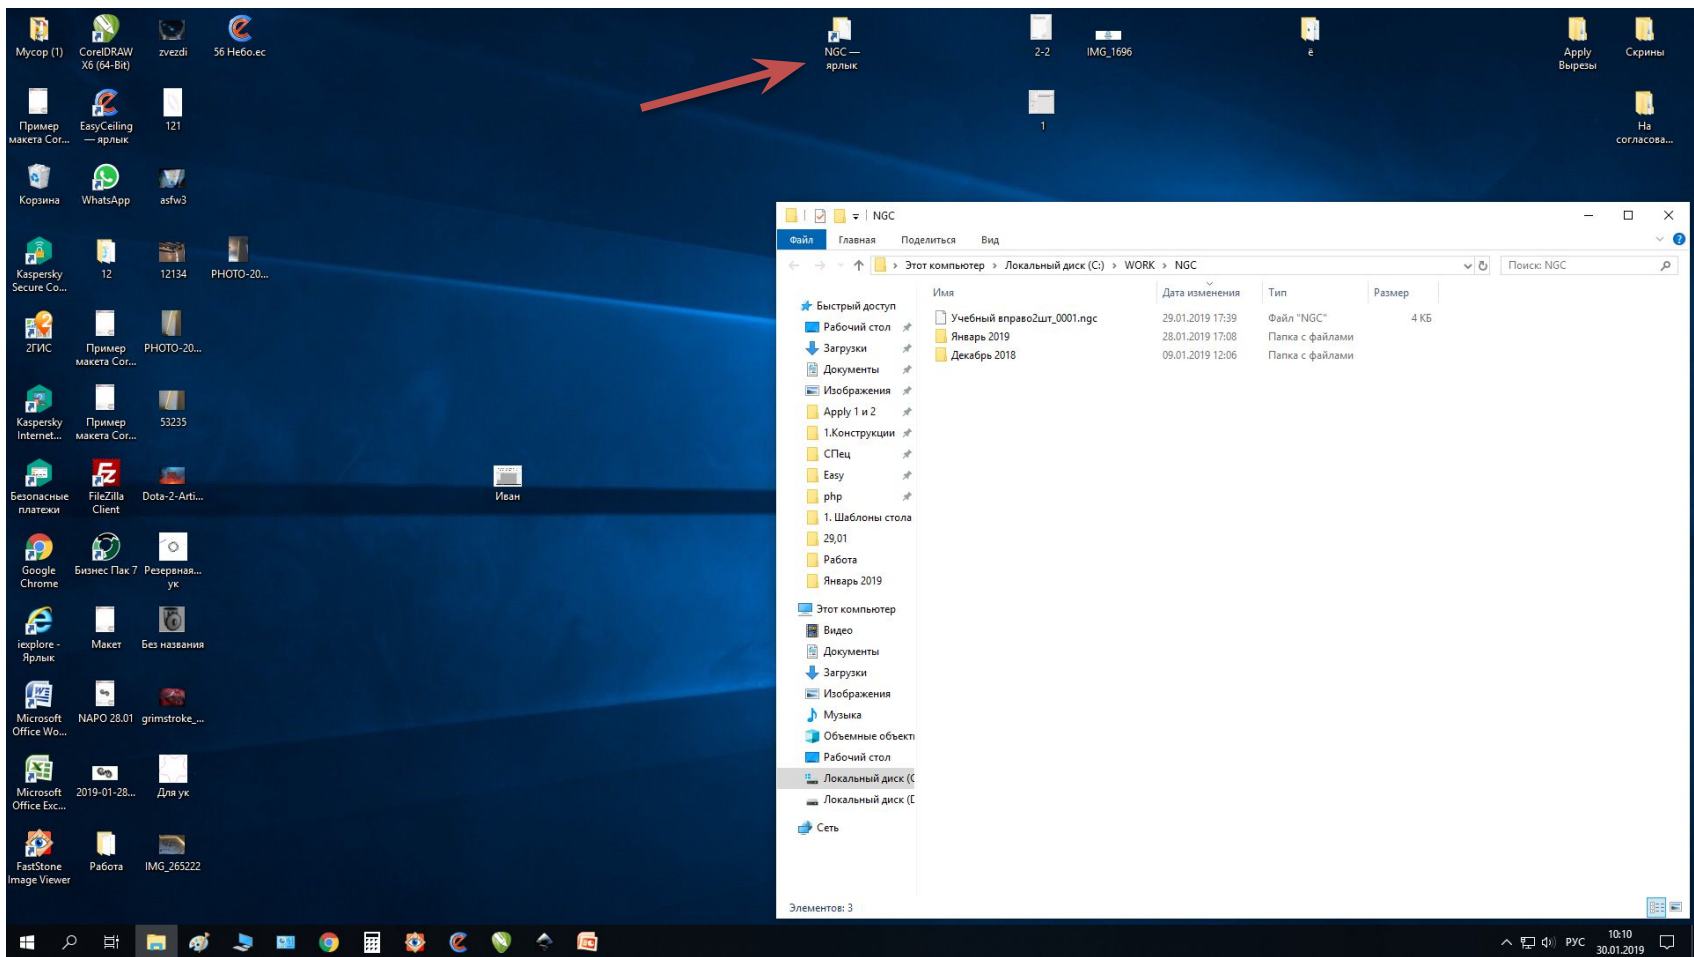 Мусор (1)
CorelDRAW
X6 (64-Bit)
zvezdi
56 Небо.ec
NGC —
ярлык
2-2
IMG_1696
ё
Apply
Вырезы
Скрины
Пример
макета Cor...
EasyCeiling
— ярлык
121
1
На
согласова...
Корзина
WhatsApp
asfw3
Kaspersky
Secure Co...
12
12134
PHOTO-20...
2ГИС
Пример
макета Cor...
PHOTO-20...
Kaspersky
Internet...
Пример
макета Cor...
53235
Безопасные
платежи
FileZilla
Client
Dota-2-Arti...
Иван
Google
Chrome
Бизнес Пак 7
Резервная...
ук
iexplore -
Ярлык
Макет
Без названия
Microsoft
Office Wo...
NAPO 28.01
grimstroke_...
Microsoft
Office Exc...
2019-01-28...
Для ук
FastStone
Image Viewer
Работа
IMG_265222
NGC
Файл Главная Поделиться Вид
Этот компьютер › Локальный диск (C:) › WORK › NGC
Поиск: NGC
Имя Дата изменения Тип Размер
Учебный вправо2шт_0001.ngc 29.01.2019 17:39 Файл "NGC" 4 КБ
Январь 2019 28.01.2019 17:08 Папка с файлами
Декабрь 2018 09.01.2019 12:06 Папка с файлами
Быстрый доступ
Рабочий стол
Загрузки
Документы
Изображения
Apply 1 и 2
1.Конструкции
СПец
Easy
php
1. Шаблоны стола
29,01
Работа
Январь 2019
Этот компьютер
Видео
Документы
Загрузки
Изображения
Музыка
Объемные объект
Рабочий стол
Локальный диск (C
Локальный диск (D
Сеть
Элементов: 3
РУС
10:10
30.01.2019